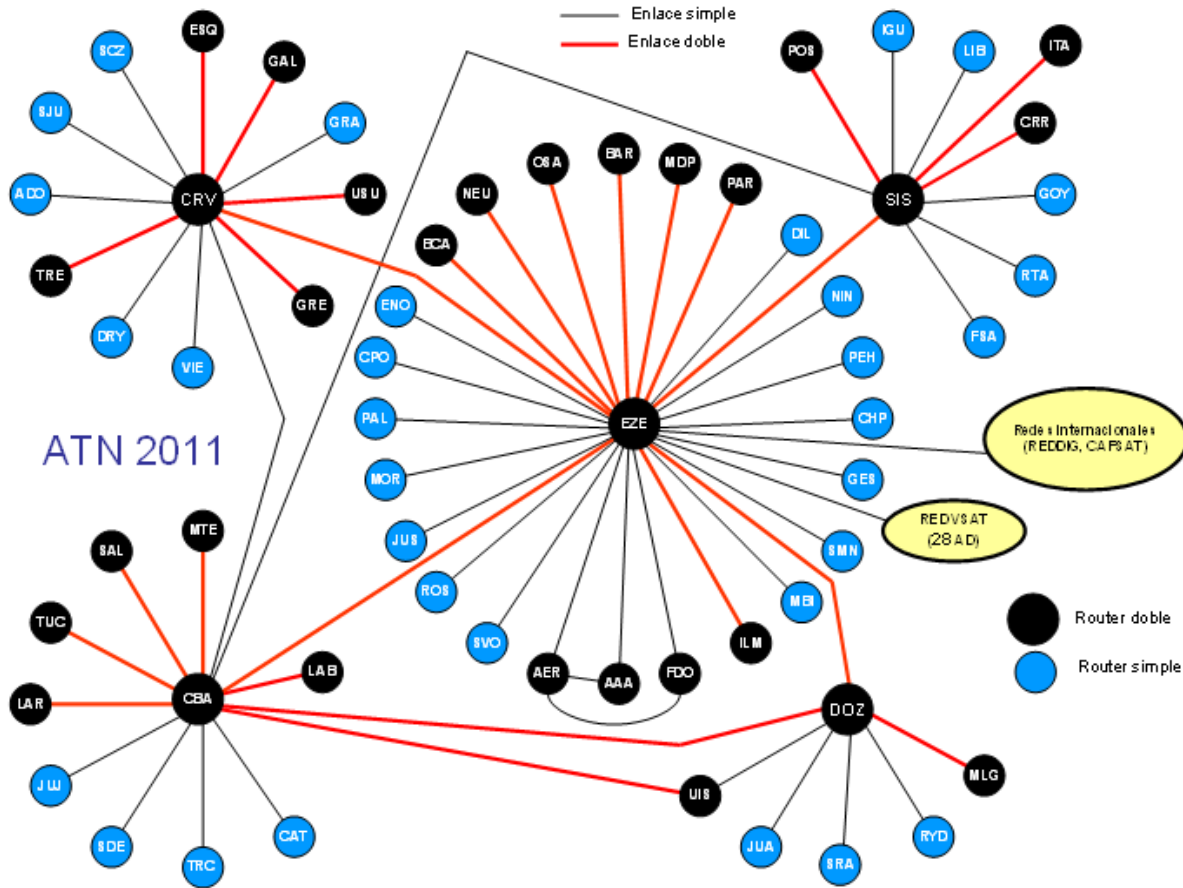 Enlace simple
Enlace doble
ESQ
SCZ
GAL
SJU
GRA
ADO
CRV
USU
TRE
GRE
DRY
VIE
IGU
POS
LIB
ITA
CRR
SIS
GOY
RTA
FSA
OSA
BAR
MDP
NEU
PAR
BCA
DIL
ENO
NIN
CPO
PEH
PAL
EZE
CHP
Redes Internacionales
(REDDIG, CAFSAT)
MOR
GES
REDVSAT
(28 AD)
JUS
SMN
ROS
MBI
SVO
ILM
AER
AAA
FDO
ATN 2011
MTE
SAL
TUC
LAB
LAR
CBA
SDE
TRC
CAT
Router doble
Router simple
DOZ
UIS
MLG
JUA
SRA
RYD